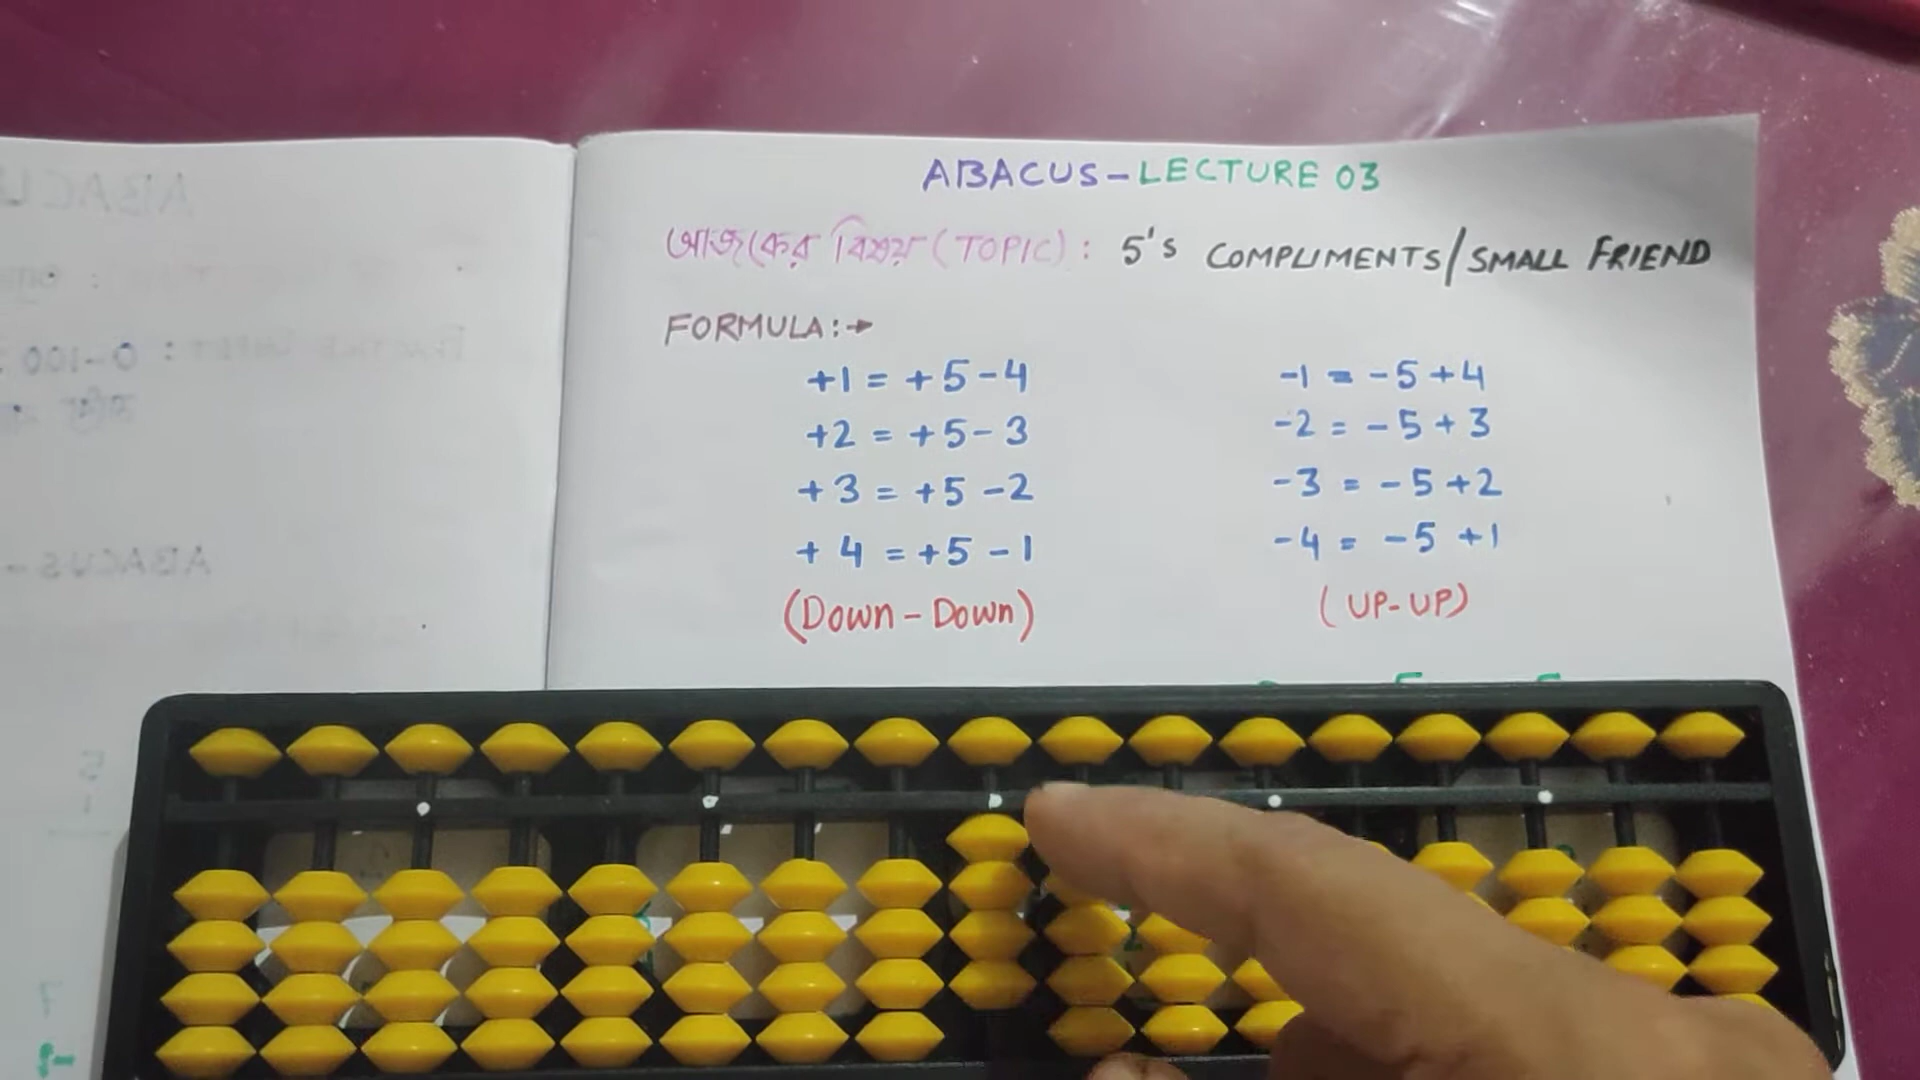 ABACUS-LECTURE 03
আজকের বিষয় (TOPIC): 5's COMPLIMENTS/SMALL FRIEND
FORMULA:→
+1 = +5-4
-1 = -5+4
+2 = +5-3
-2 = -5+3
+3 = +5-2
-3 = -5+2
+4 = +5-1
-4 = -5+1
(Down-Down)
(UP-UP)